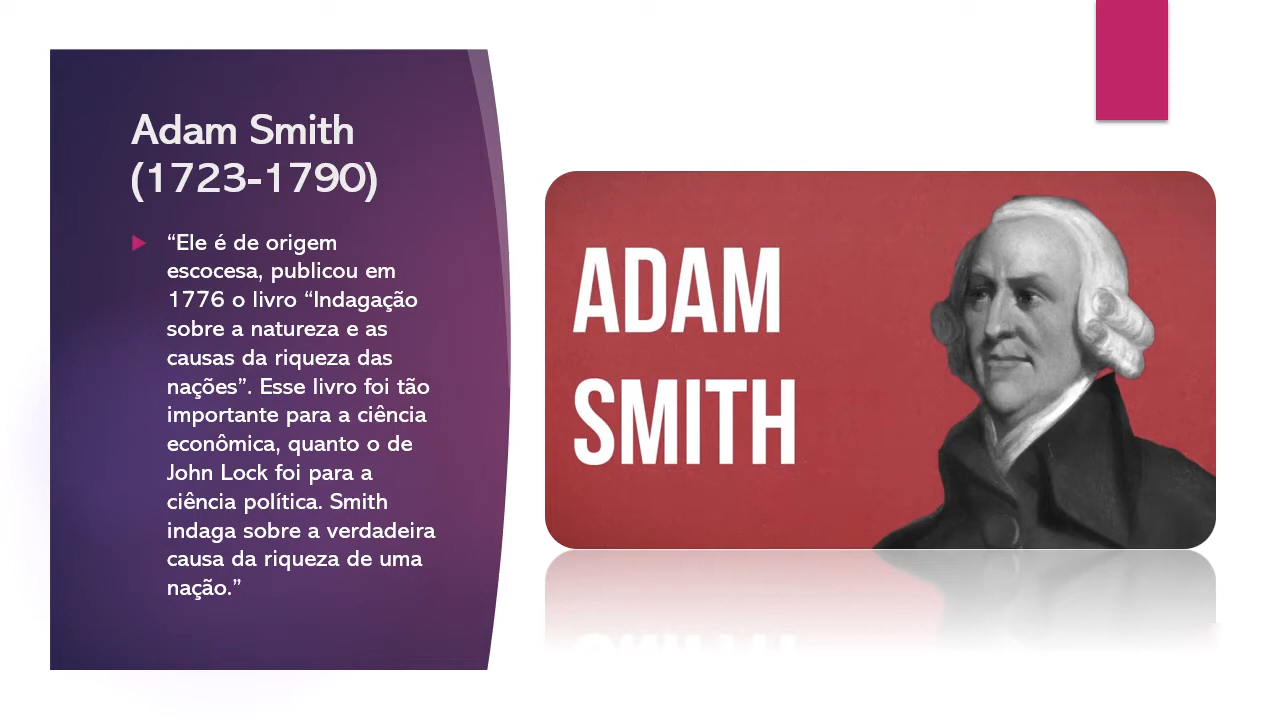 Adam Smith
(1723-1790)
“Ele é de origem
escocesa, publicou em
1776 o livro “Indagação
sobre a natureza e as
causas da riqueza das
nações”. Esse livro foi tão
importante para a ciência
econômica, quanto o de
John Lock foi para a
ciência política. Smith
indaga sobre a verdadeira
causa da riqueza de uma
nação.”
ADAM
SMITH